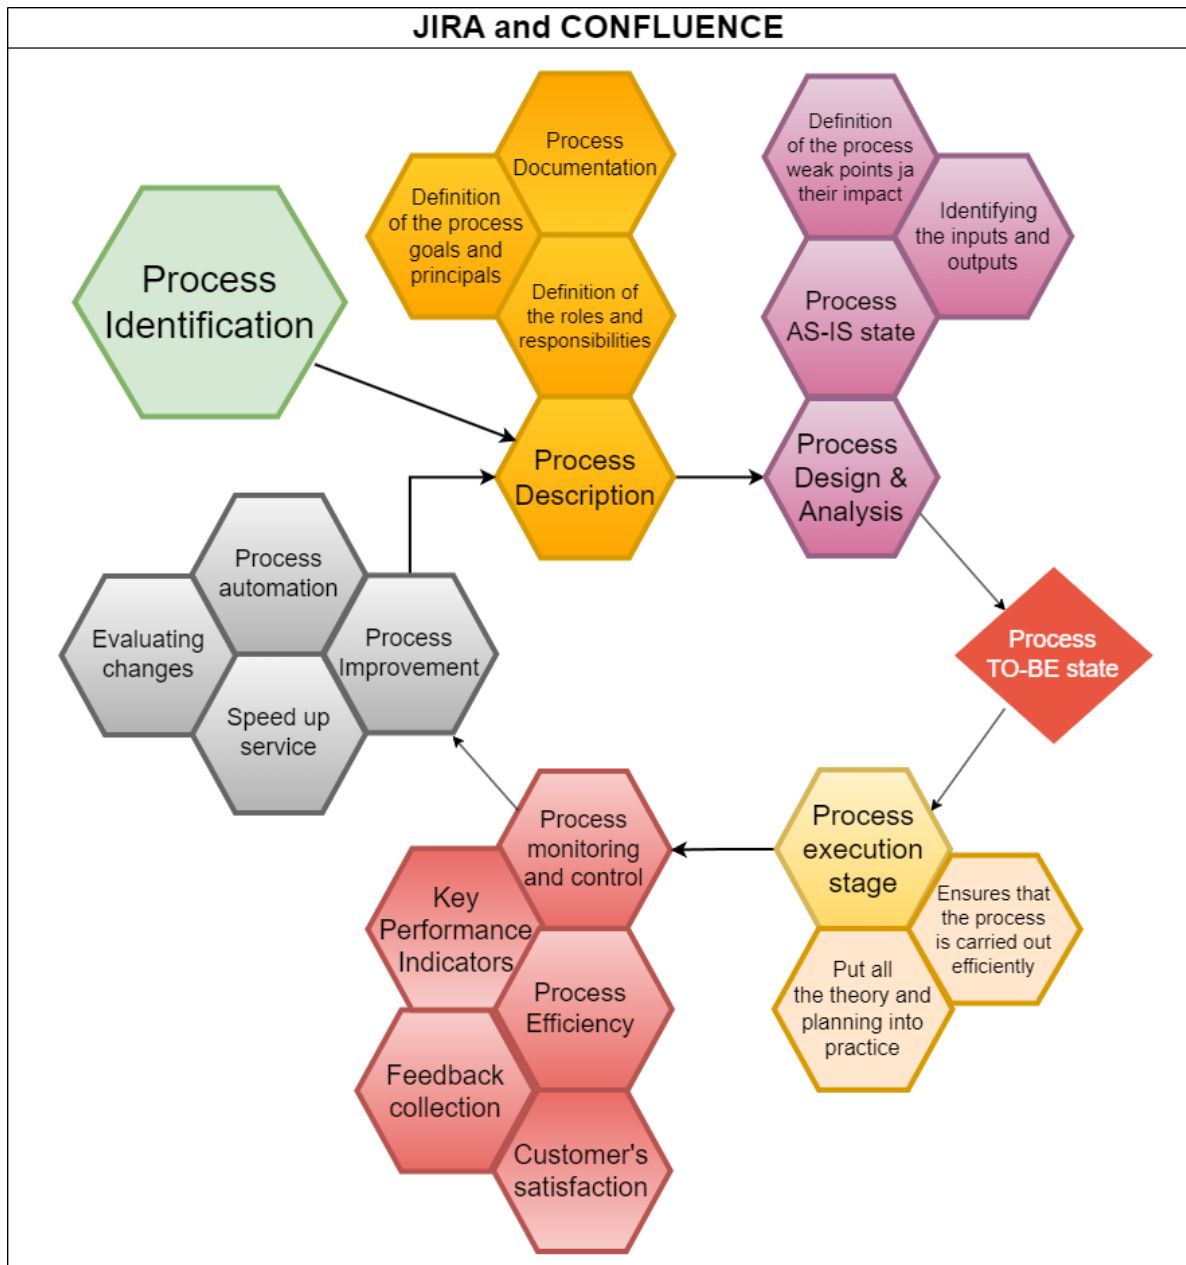 JIRA and CONFLUENCE
Process
Identification
Process
Documentation
Definition
of the process
goals and
principals
Definition of
the roles and
responsibilities
Process
Description
Definition
of the process
weak points ja
their impact
Identifying
the inputs and
outputs
Process
AS-IS state
Process
Design &
Analysis
Process
TO-BE state
Process
execution
stage
Ensures that
the process
is carried out
efficiently
Put all
the theory and
planning into
practice
Process
monitoring
and control
Key
Performance
Indicators
Process
Efficiency
Feedback
collection
Customer's
satisfaction
Process
Improvement
Process
automation
Evaluating
changes
Speed up
service